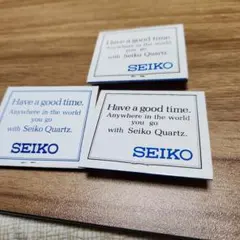 Have a good time.
Anywhere in the world
you go
with Seiko Quartz.
SEIKO
Have a good time.
Anywhere in the world
you go
with Seiko Quartz.
SEIKO
Have a good time.
Anywhere in the world
you go
with Seiko Quartz.
SEIKO